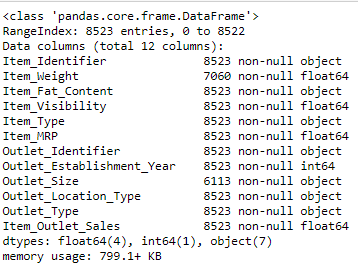 <class 'pandas.core.frame.DataFrame'>
RangeIndex: 8523 entries, 0 to 8522
Data columns (total 12 columns):
Item_Identifier              8523 non-null object
Item_Weight                  7060 non-null float64
Item_Fat_Content             8523 non-null object
Item_Visibility              8523 non-null float64
Item_Type                    8523 non-null object
Item_MRP                     8523 non-null float64
Outlet_Identifier            8523 non-null object
Outlet_Establishment_Year    8523 non-null int64
Outlet_Size                  6113 non-null object
Outlet_Location_Type         8523 non-null object
Outlet_Type                  8523 non-null object
Item_Outlet_Sales            8523 non-null float64
dtypes: float64(4), int64(1), object(7)
memory usage: 799.1+ KB